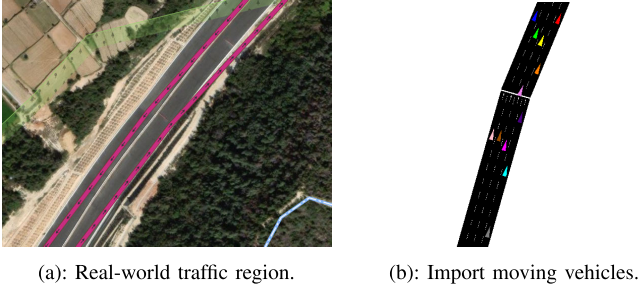 (a): Real-world traffic region.
(b): Import moving vehicles.